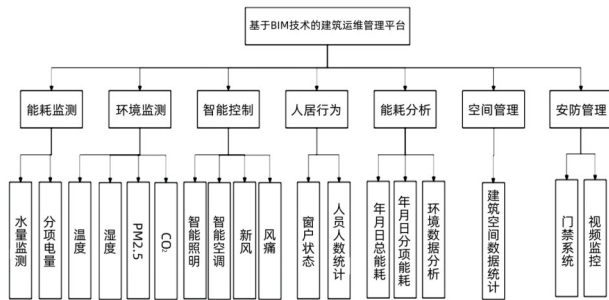 基于BIM技术的建筑运维管理平台
能耗监测
环境监测
智能控制
人居行为
能耗分析
空间管理
安防管理
水量监测
分项电量
温度
湿度
PM2.5
CO₂
智能照明
智能空调
新风
风痛
窗户状态
人员人数统计
年月日总能耗
年月日分项能耗
环境数据分析
建筑空间数据统计
门禁系统
视频监控